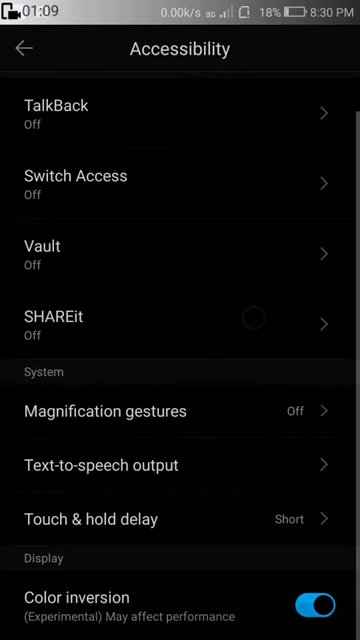 01:09 0.00k/s 3G 18% 8:30 PM
Accessibility
TalkBack
Off
Switch Access
Off
Vault
Off
SHAREit
Off
System
Magnification gestures Off
Text-to-speech output
Touch & hold delay Short
Display
Color inversion
(Experimental) May affect performance